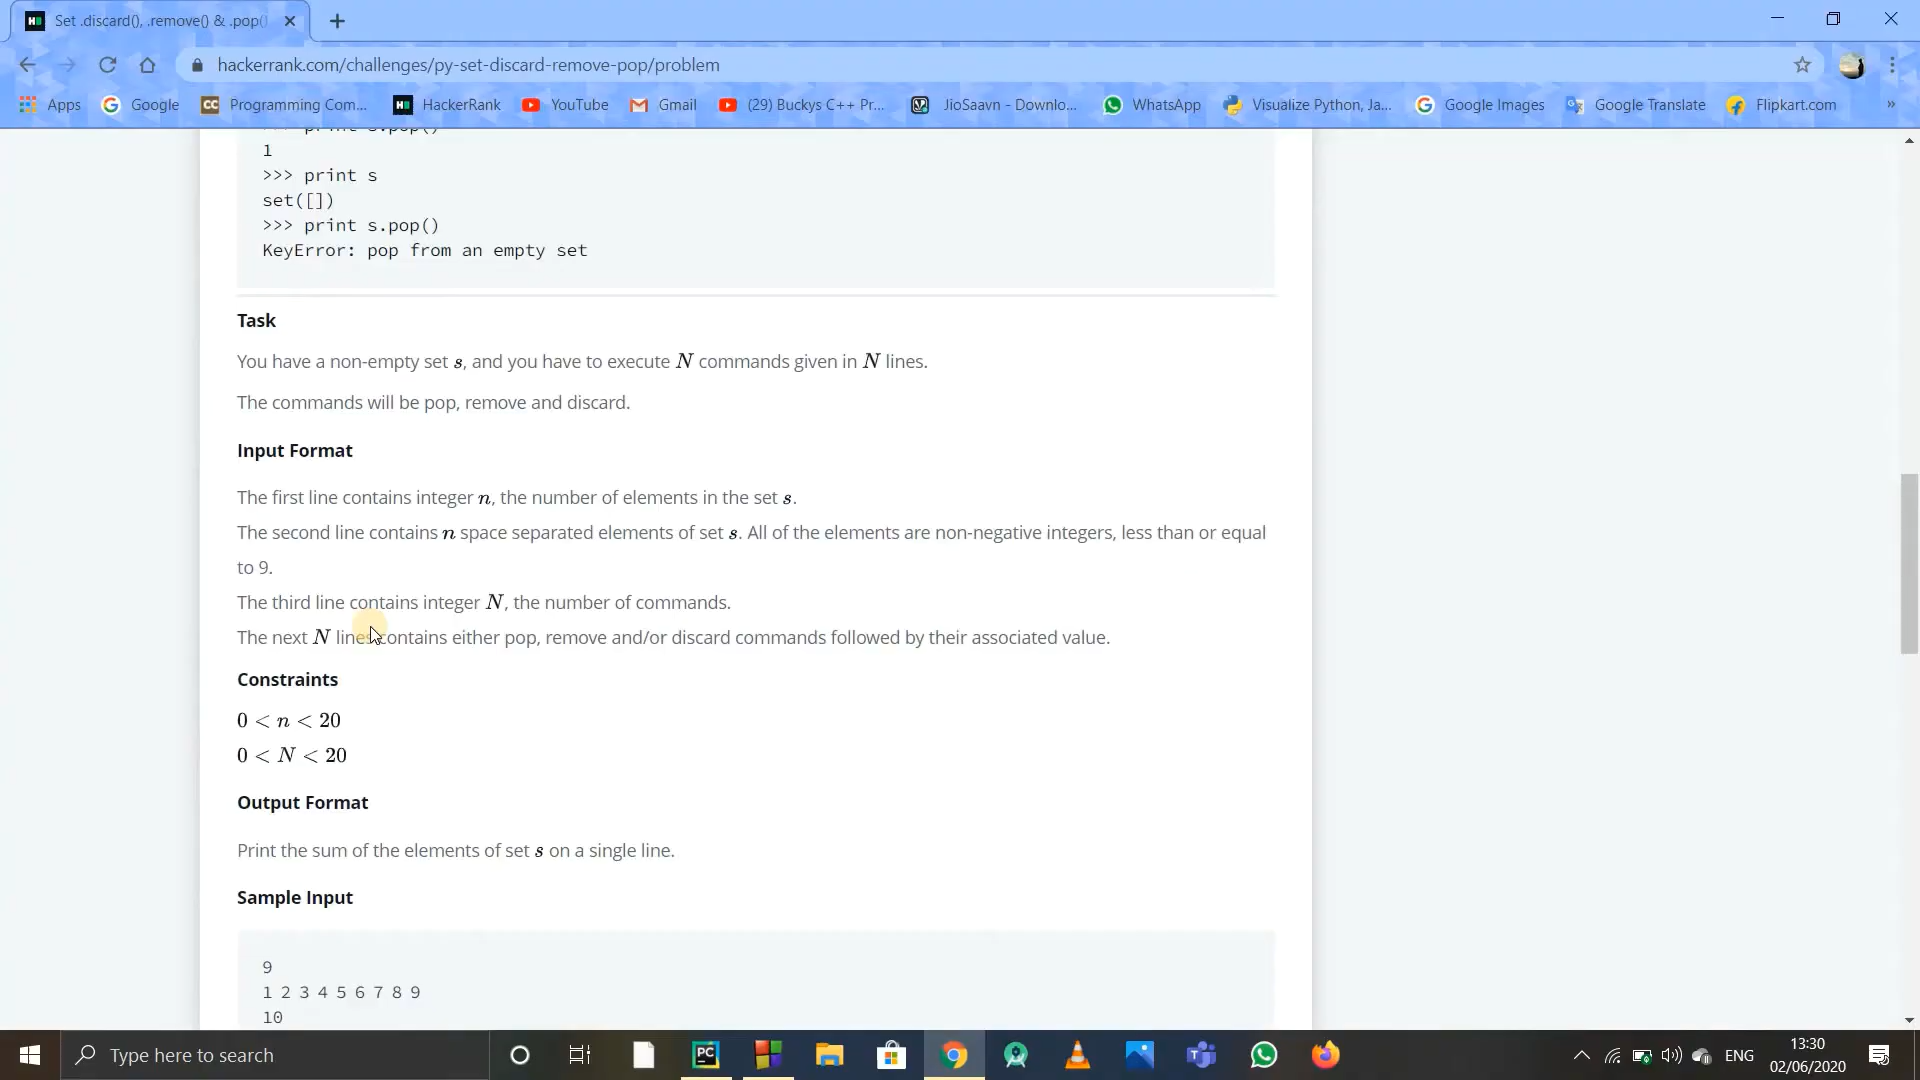 Set .discard(), .remove() & .pop()
hackerrank.com/challenges/py-set-discard-remove-pop/problem
Apps Google Programming Com... HackerRank YouTube Gmail (29) Buckys C++ Pr... JioSaavn - Downlo... WhatsApp Visualize Python, Ja... Google Images Google Translate Flipkart.com »
>>> print s.pop()
1
>>> print s
set([])
>>> print s.pop()
KeyError: pop from an empty set
Task
You have a non-empty set s, and you have to execute N commands given in N lines.
The commands will be pop, remove and discard.
Input Format
The first line contains integer n, the number of elements in the set s.
The second line contains n space separated elements of set s. All of the elements are non-negative integers, less than or equal
to 9.
The third line contains integer N, the number of commands.
The next N lines contains either pop, remove and/or discard commands followed by their associated value.
Constraints
0 < n < 20
0 < N < 20
Output Format
Print the sum of the elements of set s on a single line.
Sample Input
9
1 2 3 4 5 6 7 8 9
10
Type here to search
ENG
13:30
02/06/2020